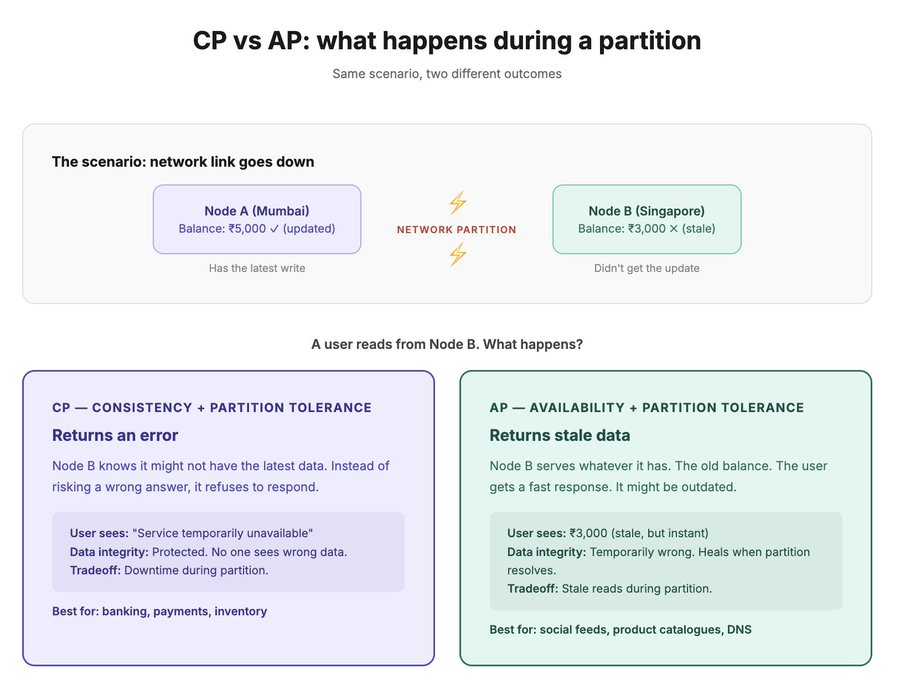 CP vs AP: what happens during a partition
Same scenario, two different outcomes
The scenario: network link goes down
Node A (Mumbai)
Balance: ₹5,000 ✓ (updated)
Has the latest write
NETWORK PARTITION
Node B (Singapore)
Balance: ₹3,000 ✕ (stale)
Didn't get the update
A user reads from Node B. What happens?
CP — CONSISTENCY + PARTITION TOLERANCE
Returns an error
Node B knows it might not have the latest data. Instead of
risking a wrong answer, it refuses to respond.
User sees: "Service temporarily unavailable"
Data integrity: Protected. No one sees wrong data.
Tradeoff: Downtime during partition.
Best for: banking, payments, inventory
AP — AVAILABILITY + PARTITION TOLERANCE
Returns stale data
Node B serves whatever it has. The old balance. The user
gets a fast response. It might be outdated.
User sees: ₹3,000 (stale, but instant)
Data integrity: Temporarily wrong. Heals when partition
resolves.
Tradeoff: Stale reads during partition.
Best for: social feeds, product catalogues, DNS